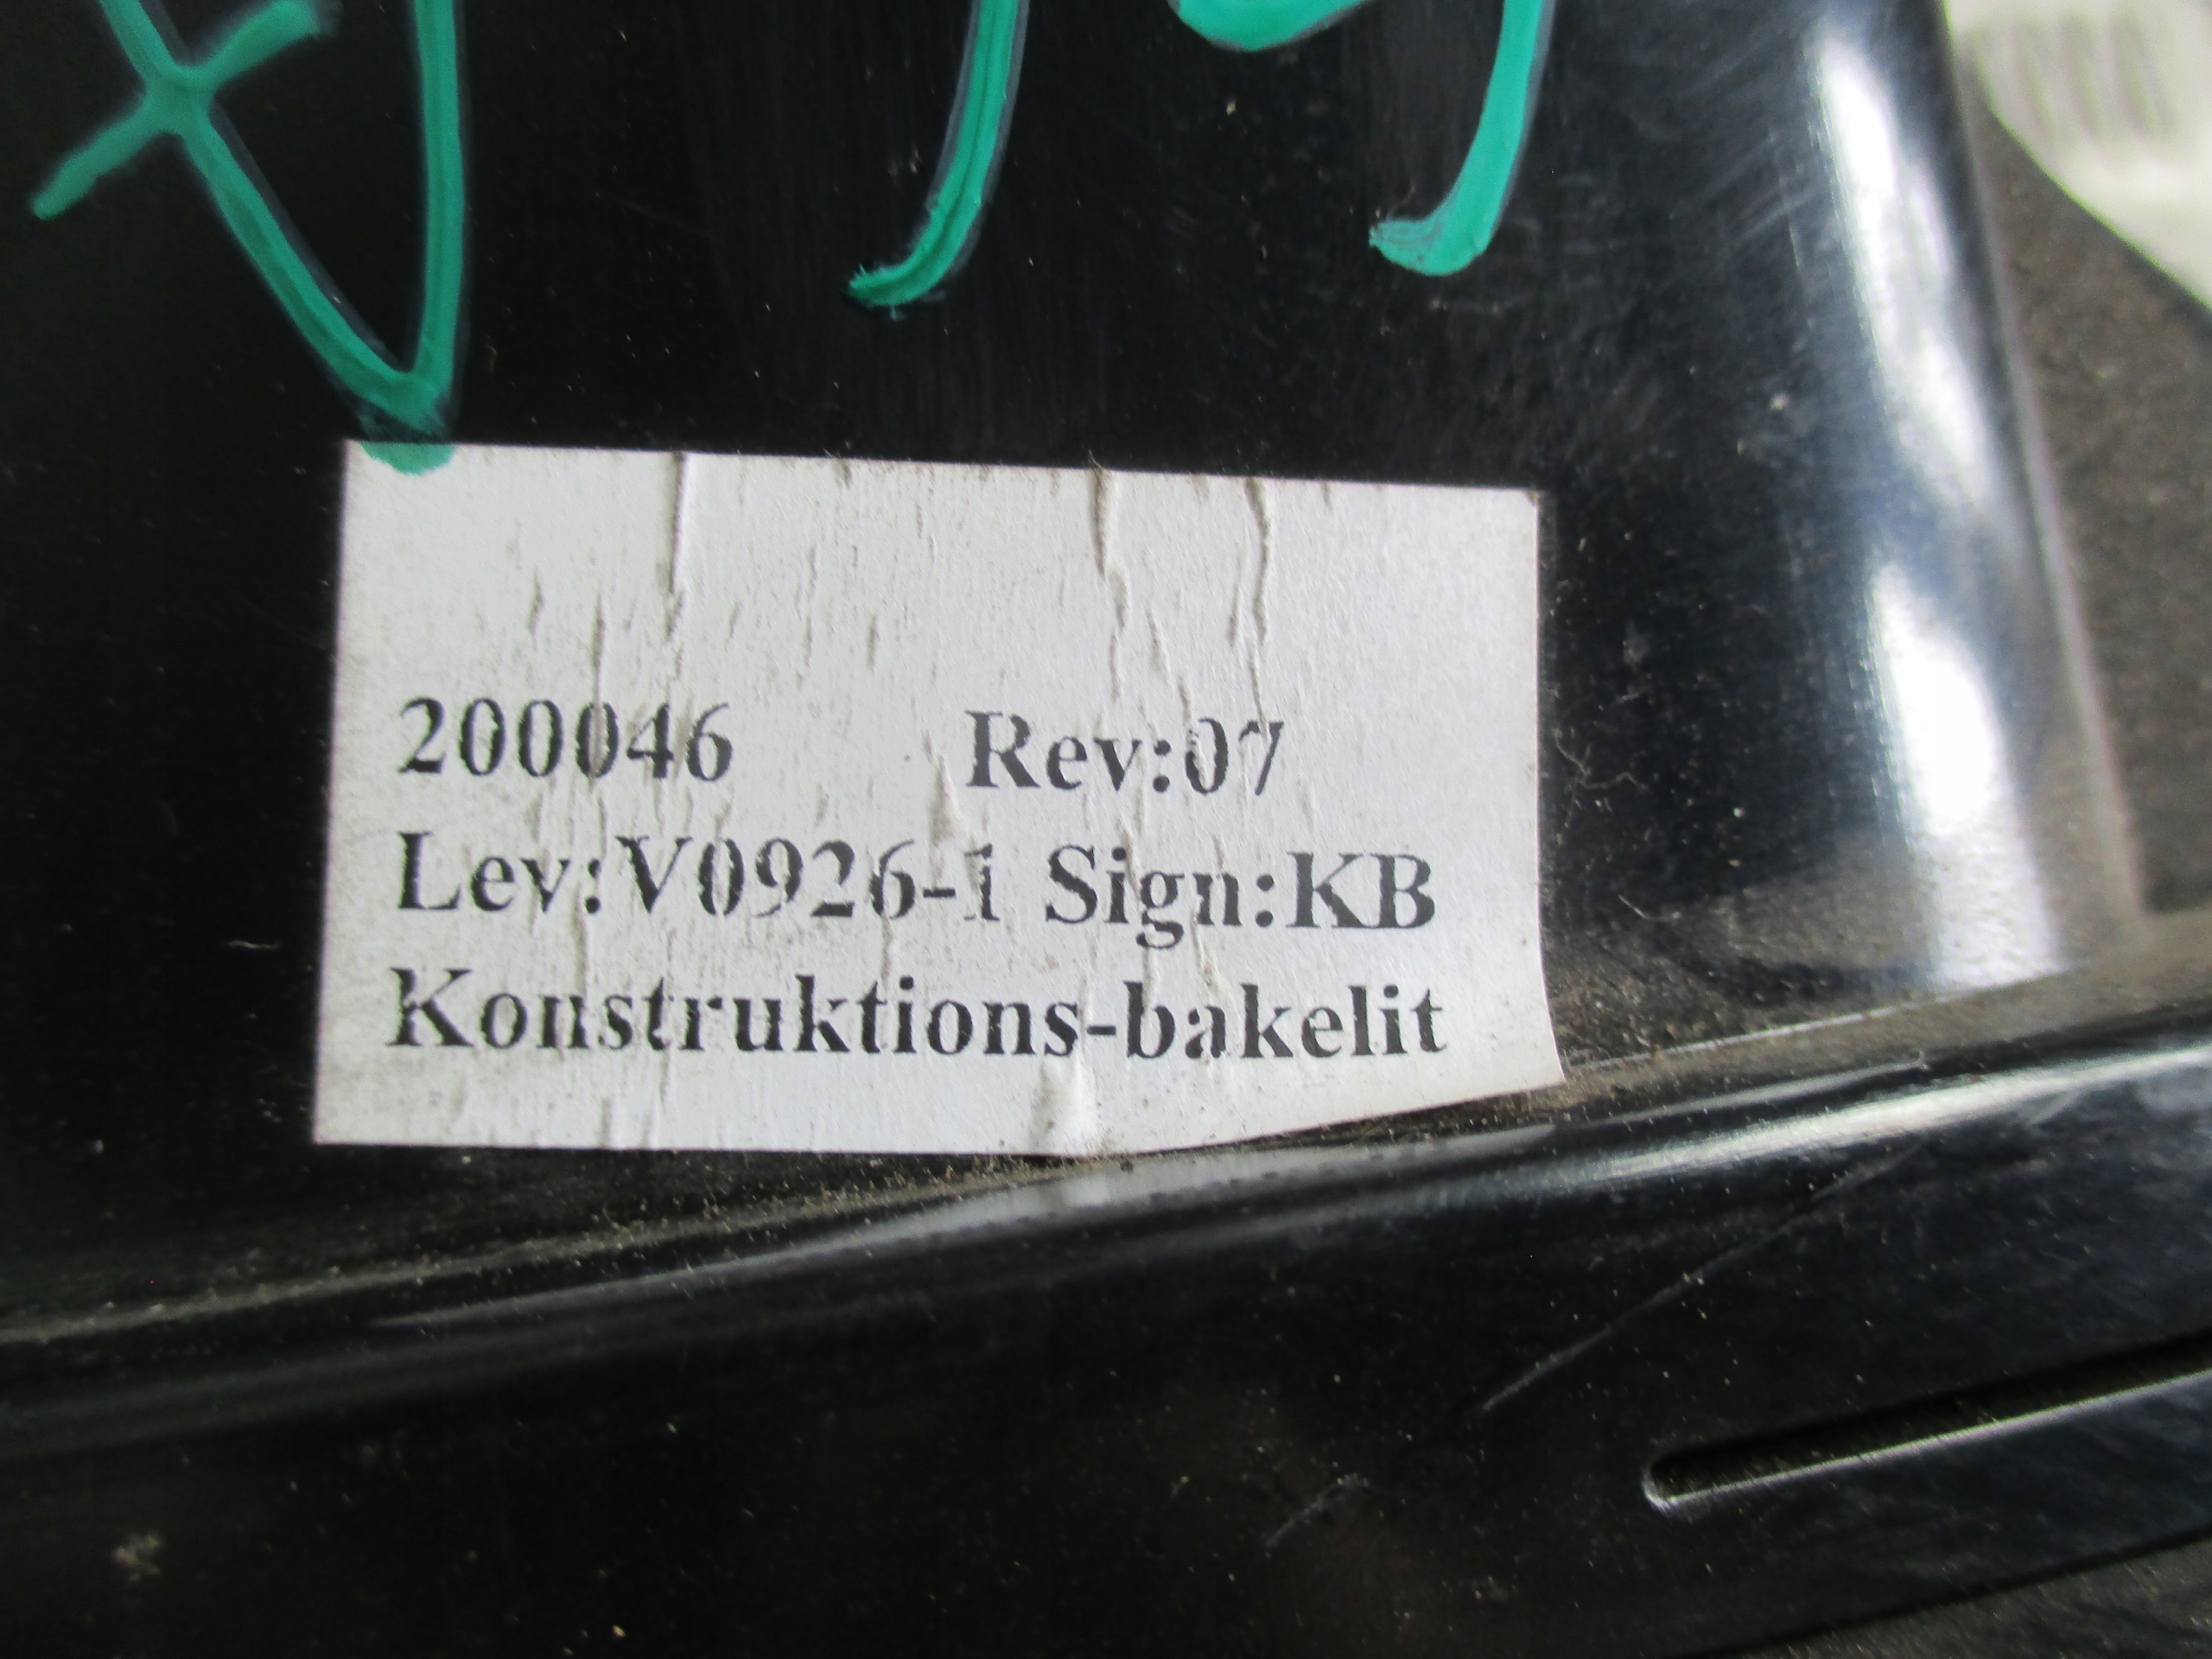 200046 Rev:07
Lev:V0926-1 Sign:KB
Konstruktions-bakelit